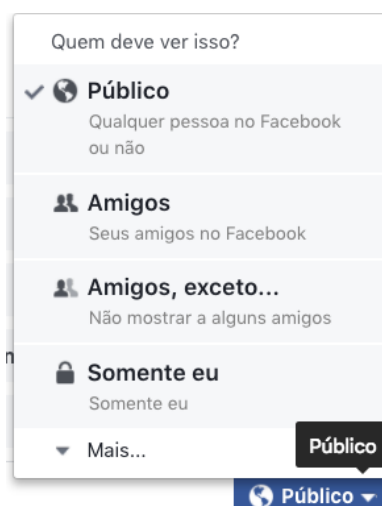 Quem deve ver isso?
Público
Qualquer pessoa no Facebook
ou não
Amigos
Seus amigos no Facebook
Amigos, exceto...
Não mostrar a alguns amigos
Somente eu
Somente eu
Mais...
Público
Público